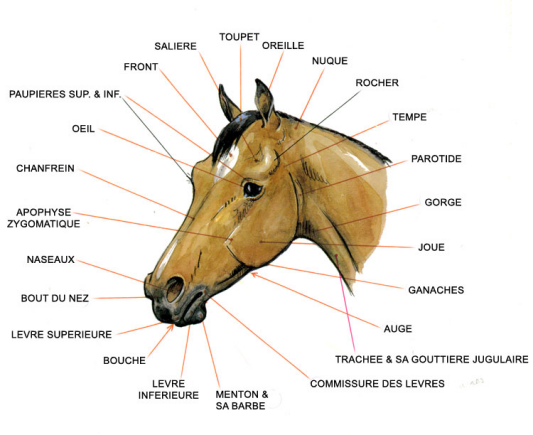 TOUPET
SALIERE
OREILLE
FRONT
NUQUE
ROCHER
PAUPIERES SUP. & INF.
TEMPE
OEIL
PAROTIDE
CHANFREIN
GORGE
APOPHYSE
ZYGOMATIQUE
JOUE
NASEAUX
GANACHES
BOUT DU NEZ
AUGE
LEVRE SUPERIEURE
TRACHEE & SA GOUTTIERE JUGULAIRE
BOUCHE
LEVRE
INFERIEURE
COMMISSURE DES LEVRES
MENTON &
SA BARBE